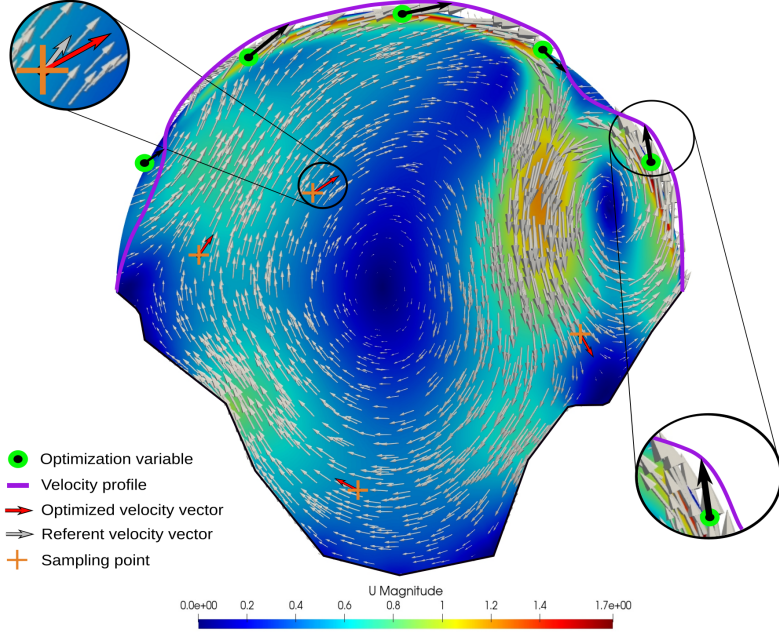 Optimization variable
Velocity profile
Optimized velocity vector
Referent velocity vector
Sampling point
U Magnitude
0.0e+00 0.2 0.4 0.6 0.8 1 1.2 1.4 1.7e+00